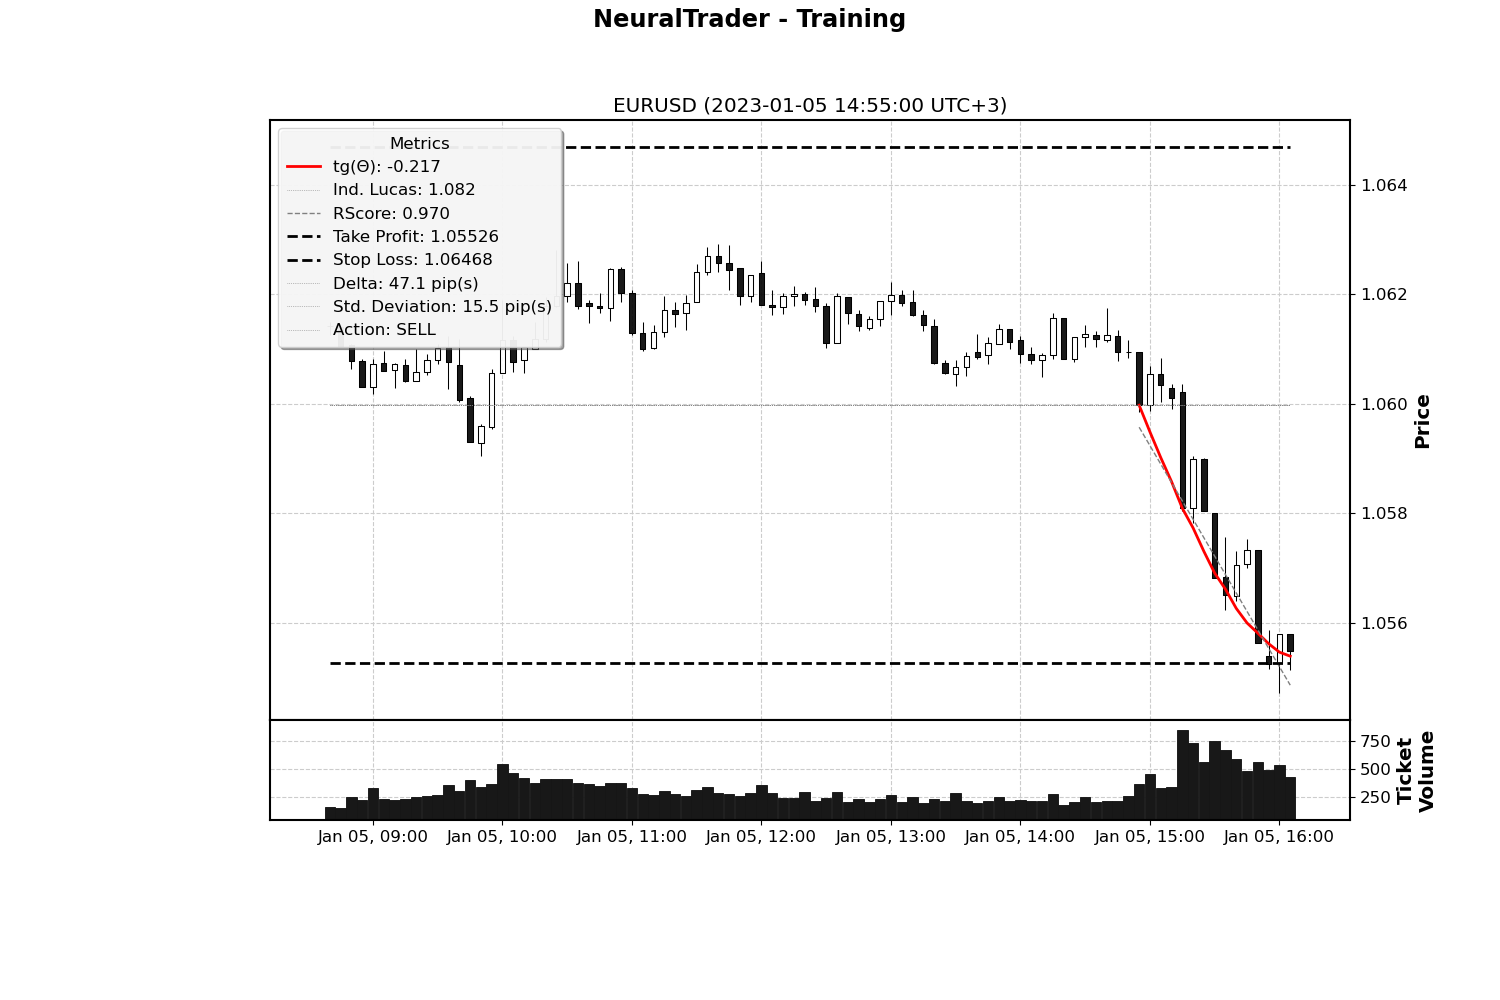 NeuralTrader - Training
EURUSD (2023-01-05 14:55:00 UTC+3)
Metrics
tg(Θ): -0.217
Ind. Lucas: 1.082
RScore: 0.970
Take Profit: 1.05526
Stop Loss: 1.06468
Delta: 47.1 pip(s)
Std. Deviation: 15.5 pip(s)
Action: SELL
1.064
1.062
1.060
1.058
1.056
Price
750
500
250
Ticket
Volume
Jan 05, 09:00 Jan 05, 10:00 Jan 05, 11:00 Jan 05, 12:00 Jan 05, 13:00 Jan 05, 14:00 Jan 05, 15:00 Jan 05, 16:00